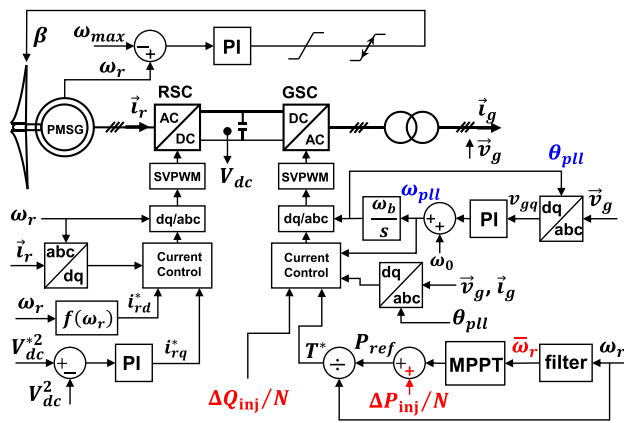 β
ω_max
−
+
PI
ω_r
PMSG
i⃗_r
RSC
AC
DC
V_dc
GSC
DC
AC
i⃗_g
v⃗_g
SVPWM
SVPWM
θ_pll
ω_r
dq/abc
dq/abc
ω_b
s
ω_pll
+
+
ω_0
PI
v_gq
dq
abc
v⃗_g
i⃗_r
abc
dq
Current
Control
Current
Control
dq
abc
v⃗_g, i⃗_g
θ_pll
ω_r
f(ω_r)
i*_rd
V*²_dc
+
−
V²_dc
PI
i*_rq
T*
÷
P_ref
+
+
MPPT
ω̄_r
filter
ω_r
ΔQ_inj/N
ΔP_inj/N